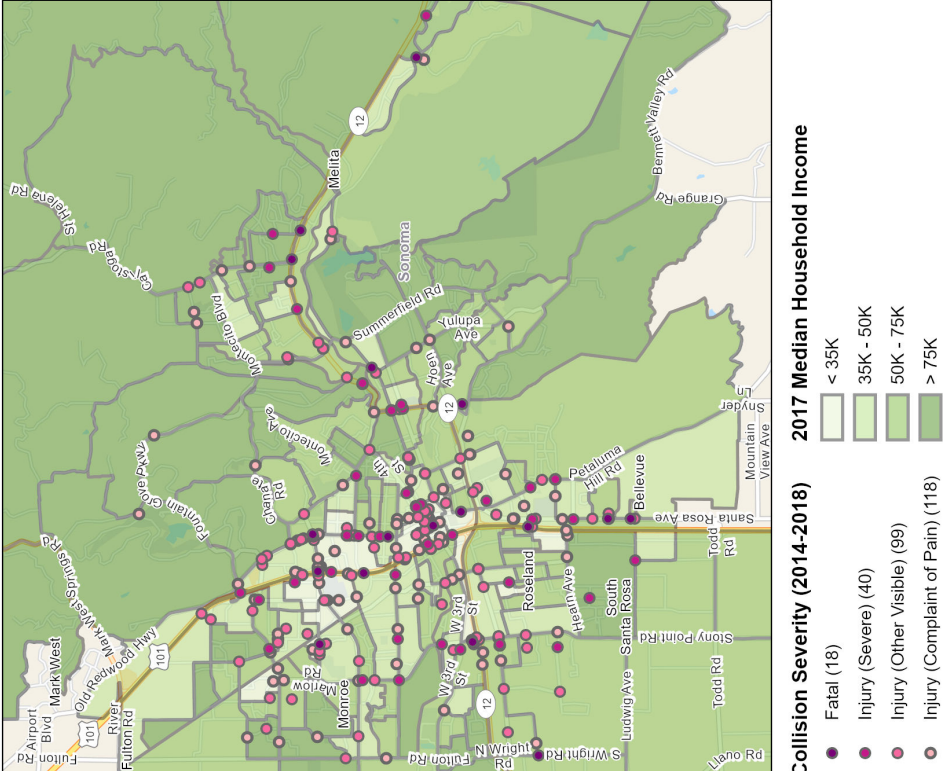 St Helena Rd
Calistoga Rd
Melita
12
Bennett Valley Rd
Grange Rd
Sonoma
Montecito Blvd
Summerfield Rd
Yulupa
Ave
Hoen
Ave
12
Snyder
Ln
Mountain
View Ave
Montecito Ave
4th
St
Fountain Grove Pkwy
Chanate
Rd
Petaluma
Hill Rd
Bellevue
Santa Rosa Ave
Todd
Rd
Rd
Mark West Springs Rd
Mark West
Old Redwood Hwy
101
Airport
Blvd
101
River
Fulton Rd
Fulton Rd
Roseland
Hearn Ave
South
Santa Rosa
W 3rd
St
Stony Point Rd
W 3rd
St
Marlow
Rd
Monroe
12
Ludwig Ave
Todd Rd
Fulton Rd
N Wright
Rd
S Wright Rd
Llano Rd
Collision Severity (2014-2018)
Fatal (18)
Injury (Severe) (40)
Injury (Other Visible) (99)
Injury (Complaint of Pain) (118)
2017 Median Household Income
< 35K
35K - 50K
50K - 75K
> 75K